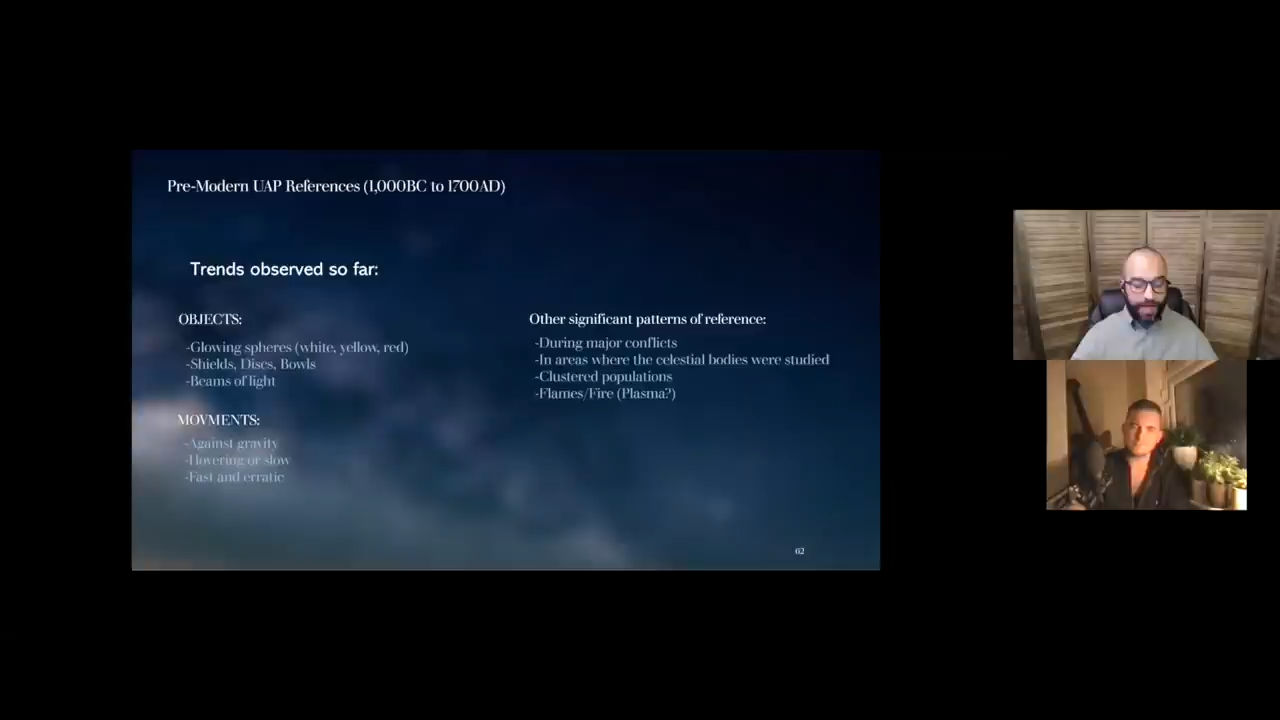 Pre-Modern UAP References (1,000BC to 1700AD)
Trends observed so far:
OBJECTS:
-Glowing spheres (white, yellow, red)
-Shields, Discs, Bowls
-Beams of light
MOVMENTS:
-Against gravity
-Hovering or slow
-Fast and erratic
Other significant patterns of reference:
-During major conflicts
-In areas where the celestial bodies were studied
-Clustered populations
-Flames/Fire (Plasma?)
02